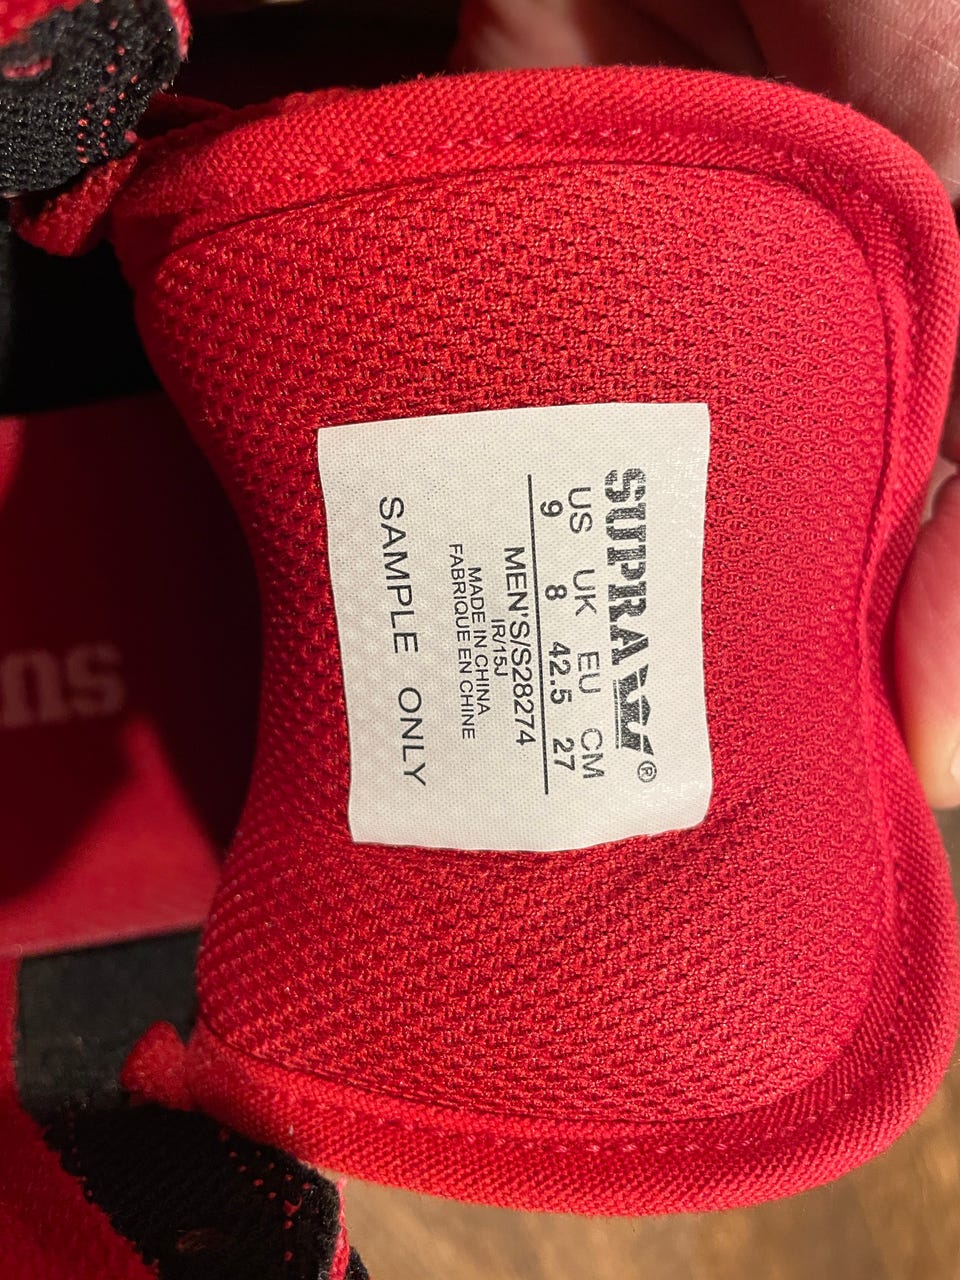 SUPRA®
US UK EU CM
9 8 42.5 27
MEN'S/S28274
IR/15J
MADE IN CHINA
FABRIQUE EN CHINE
SAMPLE ONLY
SU